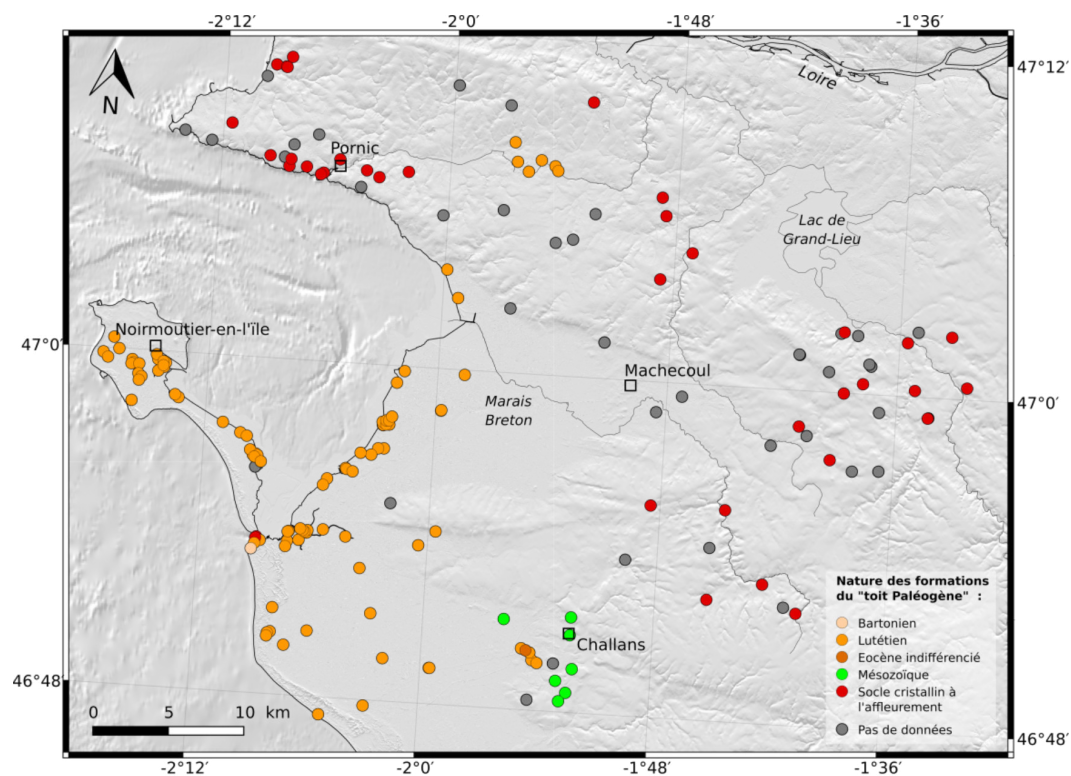 -2°12′ -2°0′ -1°48′ -1°36′
47°12′
Loire
N
Pornic
Lac de
Grand-Lieu
Noirmoutier-en-l'île
47°0′
Machecoul
Marais
Breton
47°0′
Nature des formations
du "toit Paléogène" :
Bartonien
Lutétien
Eocène indifférencié
Mésozoïque
Socle cristallin à
l'affleurement
Pas de données
Challans
46°48′
0 5 10 km
46°48′
-2°12′ -2°0′ -1°48′ -1°36′